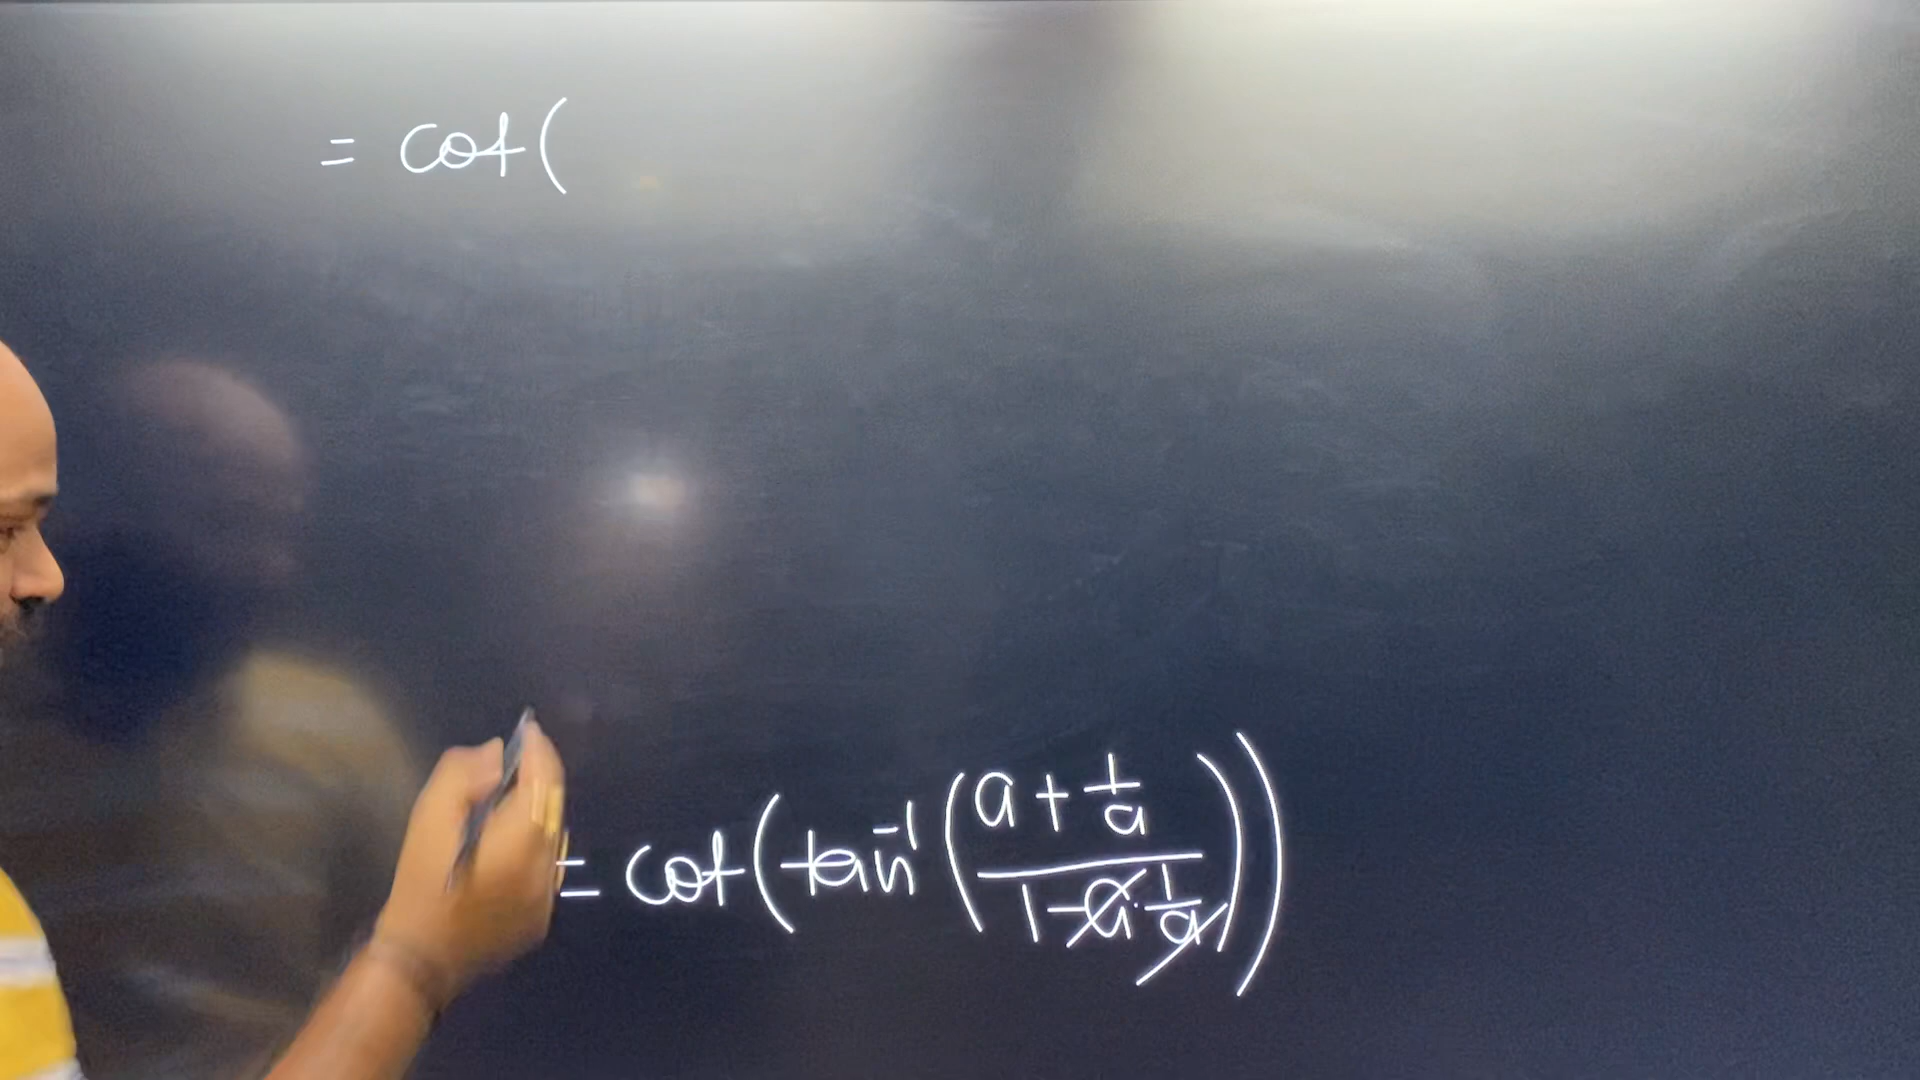 = cot(
= cot(tan⁻¹((a + 1/a)/(1 - a · 1/a)))